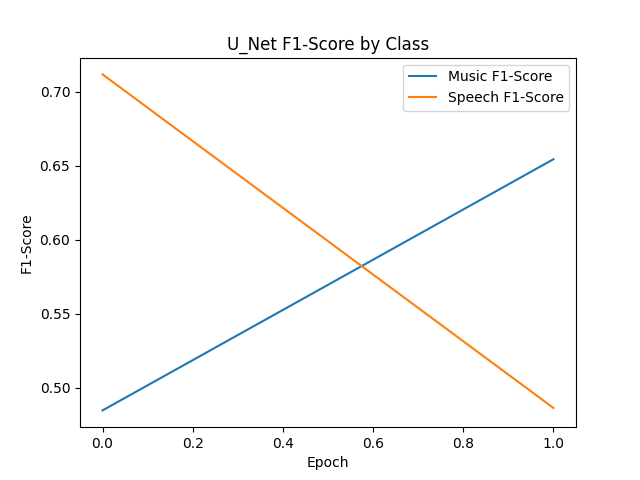 U_Net F1-Score by Class
Music F1-Score
Speech F1-Score
F1-Score
0.70
0.65
0.60
0.55
0.50
0.0 0.2 0.4 0.6 0.8 1.0
Epoch